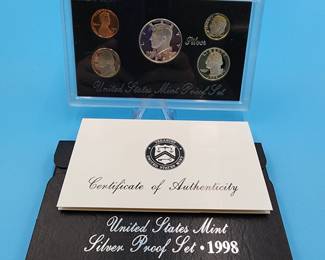 Silver
United States Mint Proof Set
Certificate of Authenticity
United States Mint
Silver Proof Set • 1998